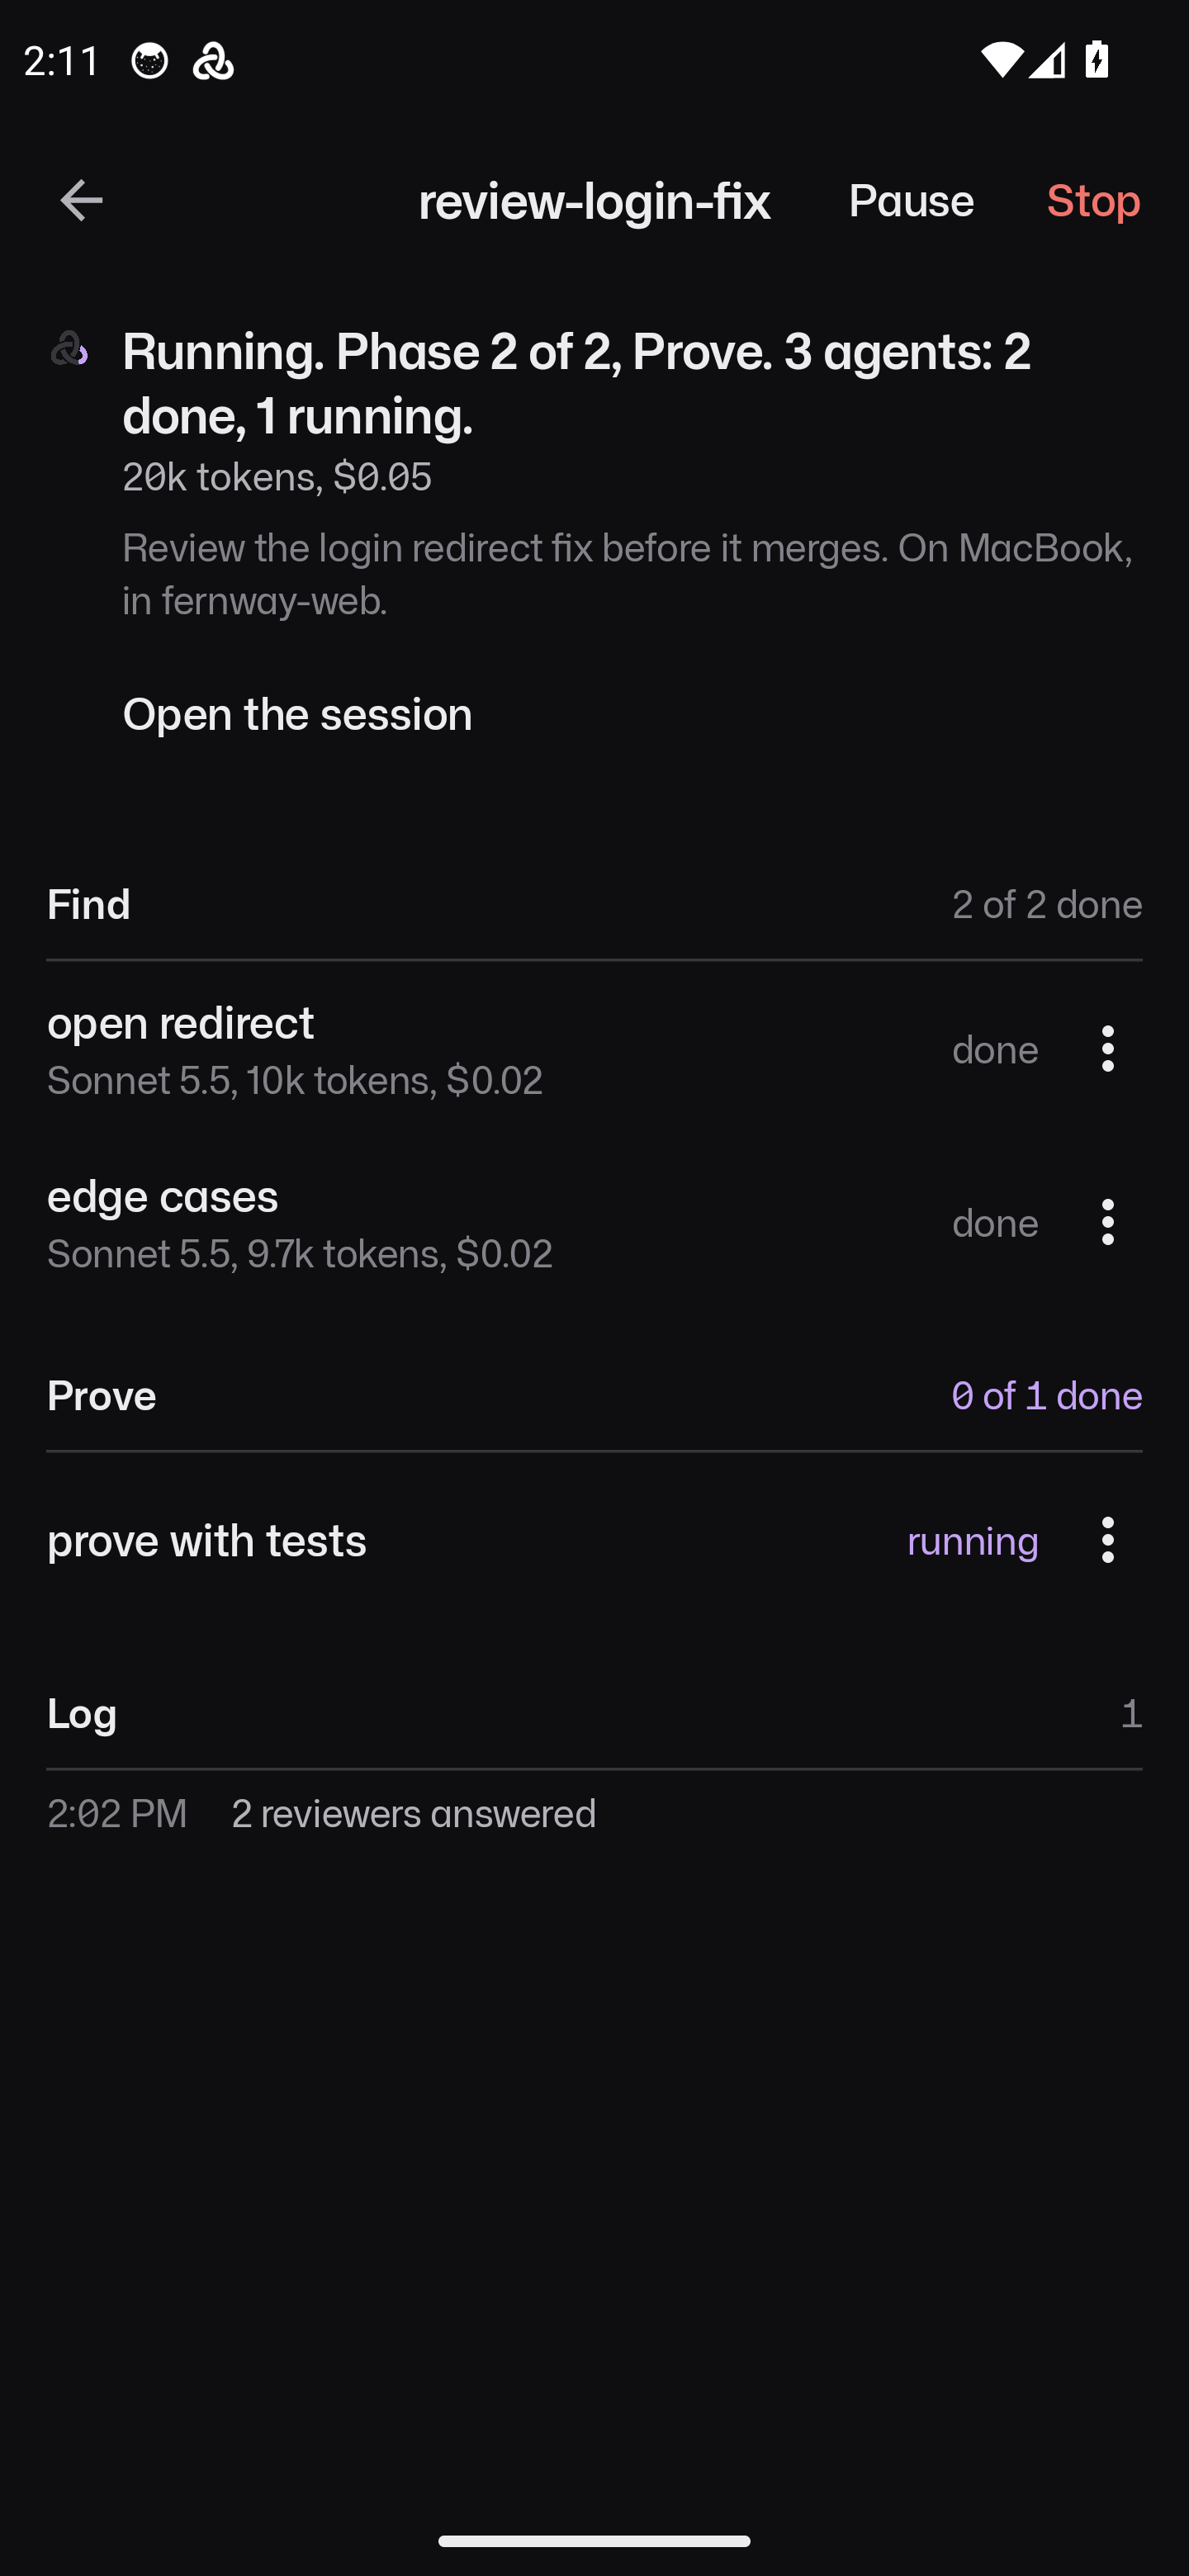 2:11
review-login-fix
Pause
Stop
Running. Phase 2 of 2, Prove. 3 agents: 2
done, 1 running.
20k tokens, $0.05
Review the login redirect fix before it merges. On MacBook,
in fernway-web.
Open the session
Find
2 of 2 done
open redirect
Sonnet 5.5, 10k tokens, $0.02
done
edge cases
Sonnet 5.5, 9.7k tokens, $0.02
done
Prove
0 of 1 done
prove with tests
running
Log
1
2:02 PM
2 reviewers answered